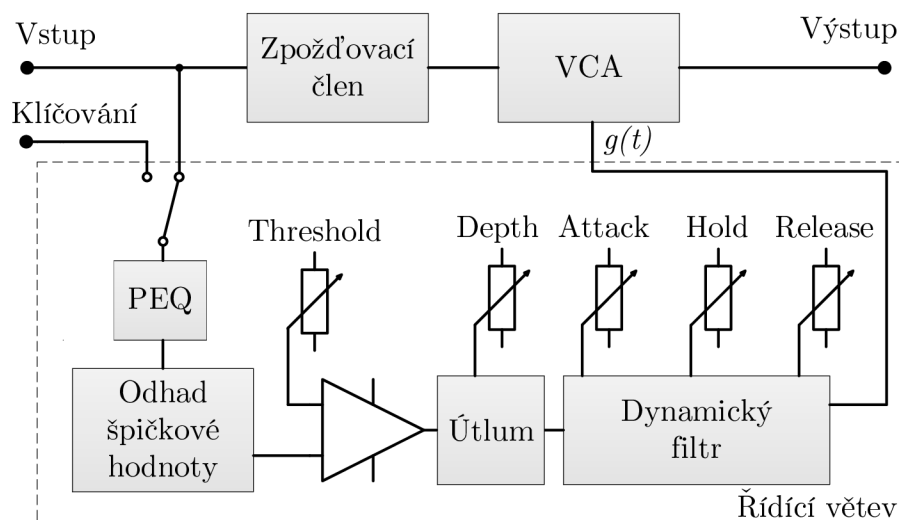 Vstup
Výstup
Zpožďovací
člen
VCA
Klíčování
g(t)
Threshold
Depth
Attack
Hold
Release
PEQ
Odhad
špičkové
hodnoty
Útlum
Dynamický
filtr
Řídící větev